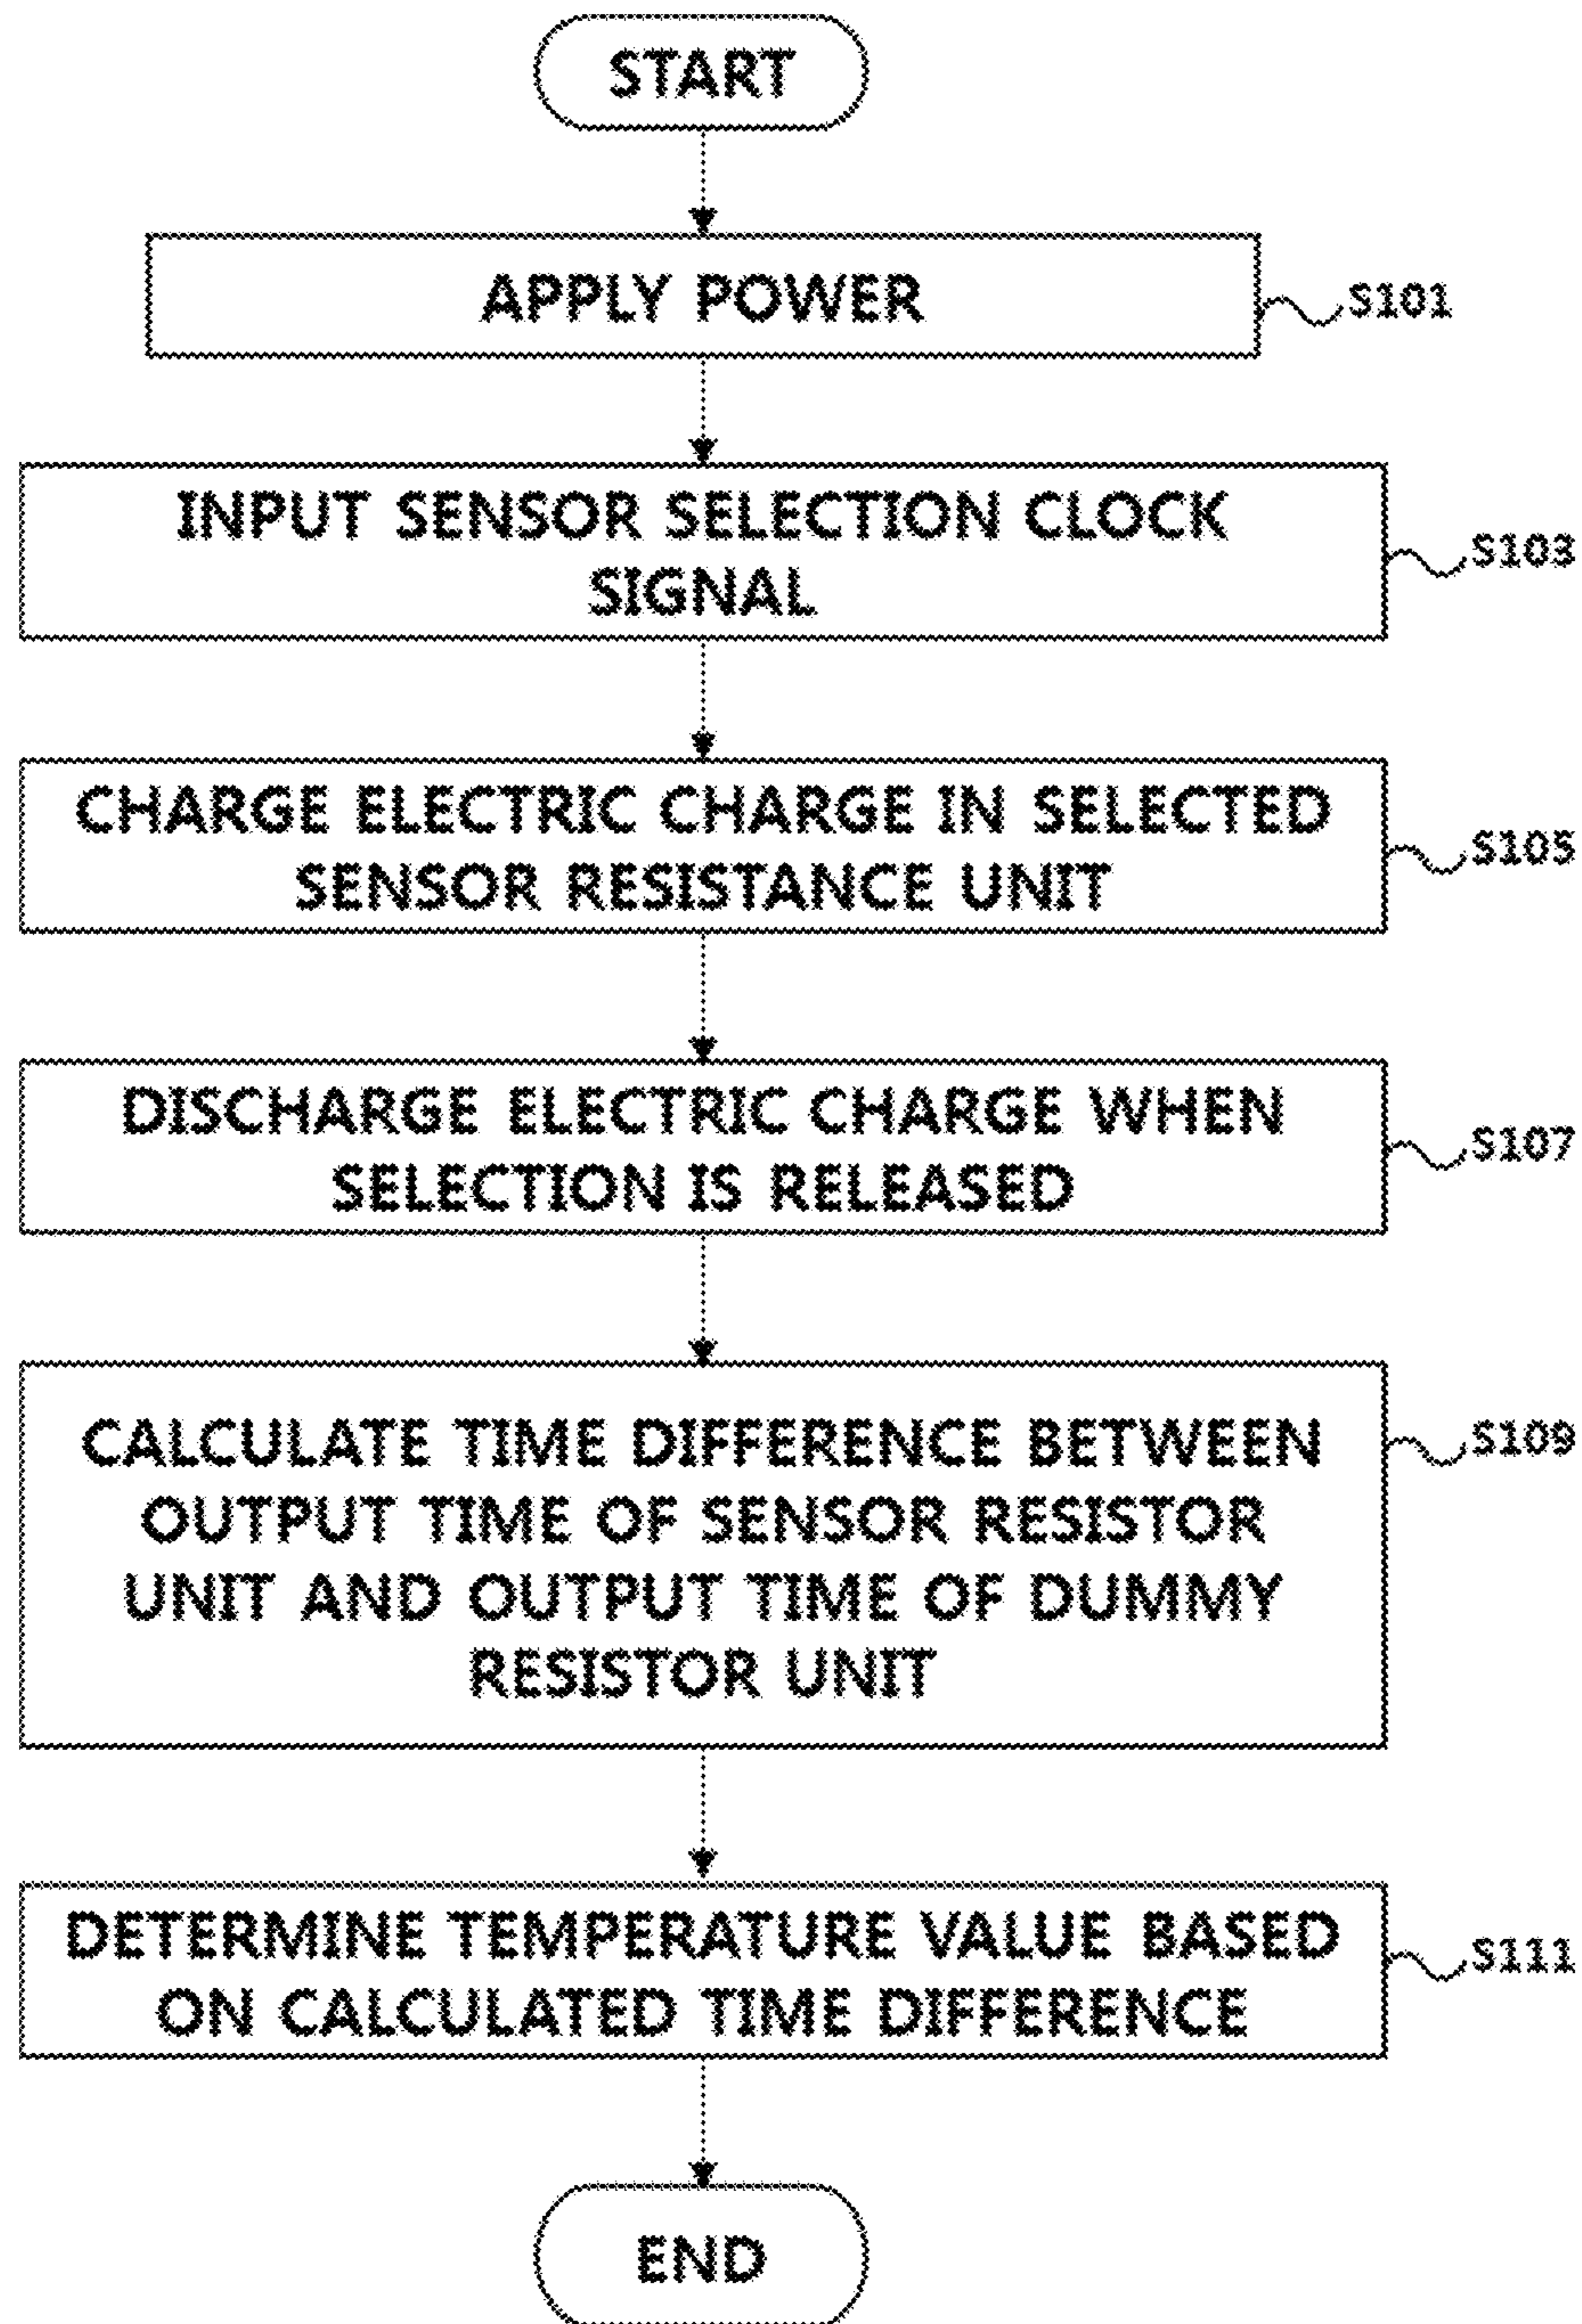 START
APPLY POWER
S101
INPUT SENSOR SELECTION CLOCK
SIGNAL
S103
CHARGE ELECTRIC CHARGE IN SELECTED
SENSOR RESISTANCE UNIT
S105
DISCHARGE ELECTRIC CHARGE WHEN
SELECTION IS RELEASED
S107
CALCULATE TIME DIFFERENCE BETWEEN
OUTPUT TIME OF SENSOR RESISTOR
UNIT AND OUTPUT TIME OF DUMMY
RESISTOR UNIT
S109
DETERMINE TEMPERATURE VALUE BASED
ON CALCULATED TIME DIFFERENCE
S111
END